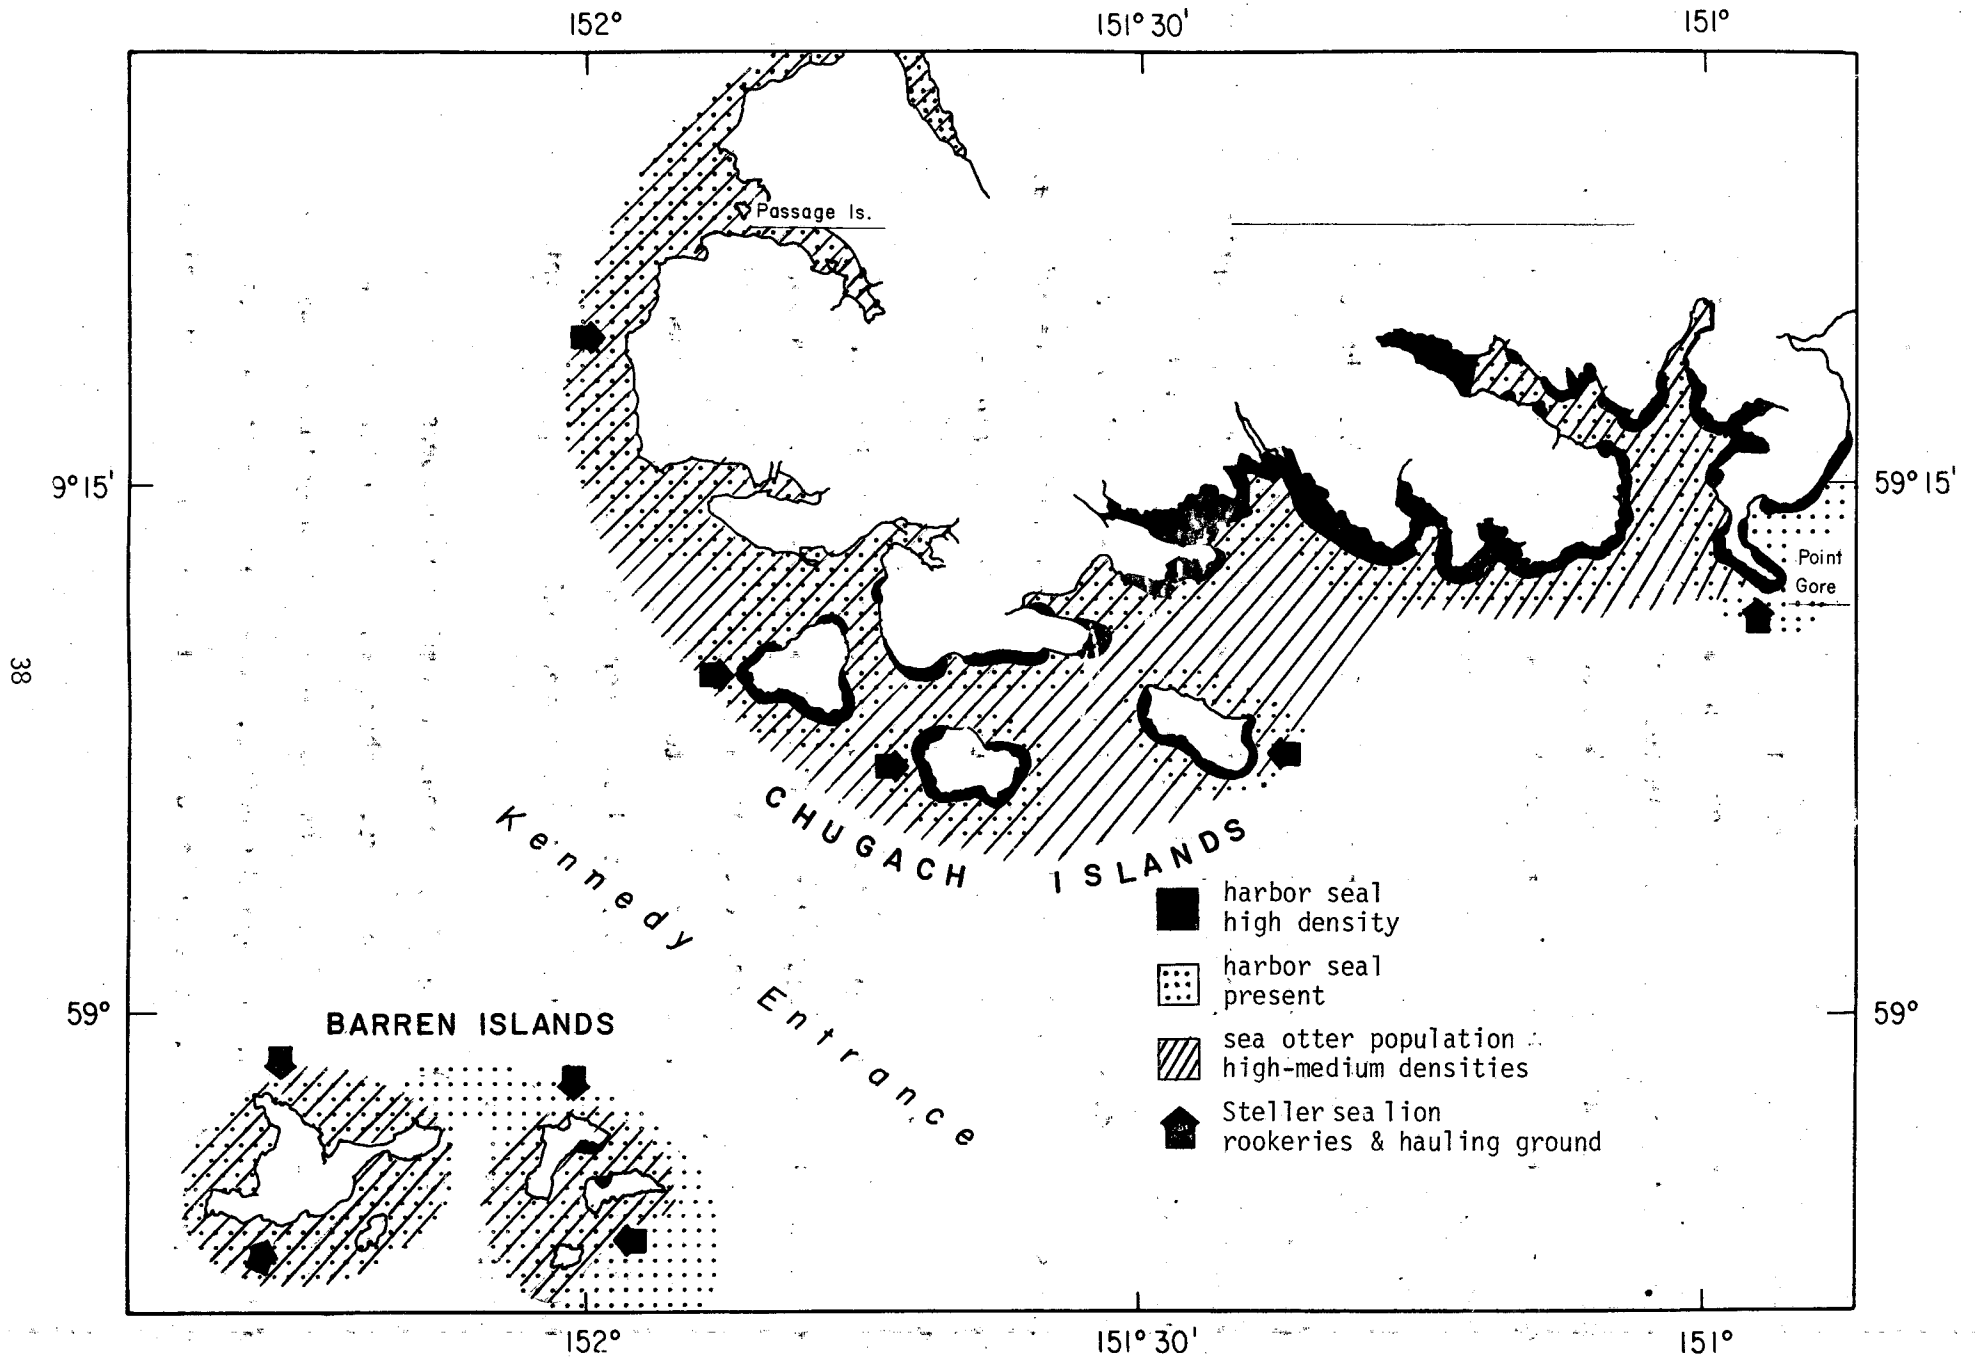 152° 151°30' 151°
Passage Is.
9°15' 59°15'
Point
Gore
38
CHUGACH ISLANDS
Kennedy Entrance
harbor seal
high density
harbor seal
present
59° 59°
BARREN ISLANDS
sea otter population
high-medium densities
Steller sea lion
rookeries & hauling ground
152° 151°30' 151°